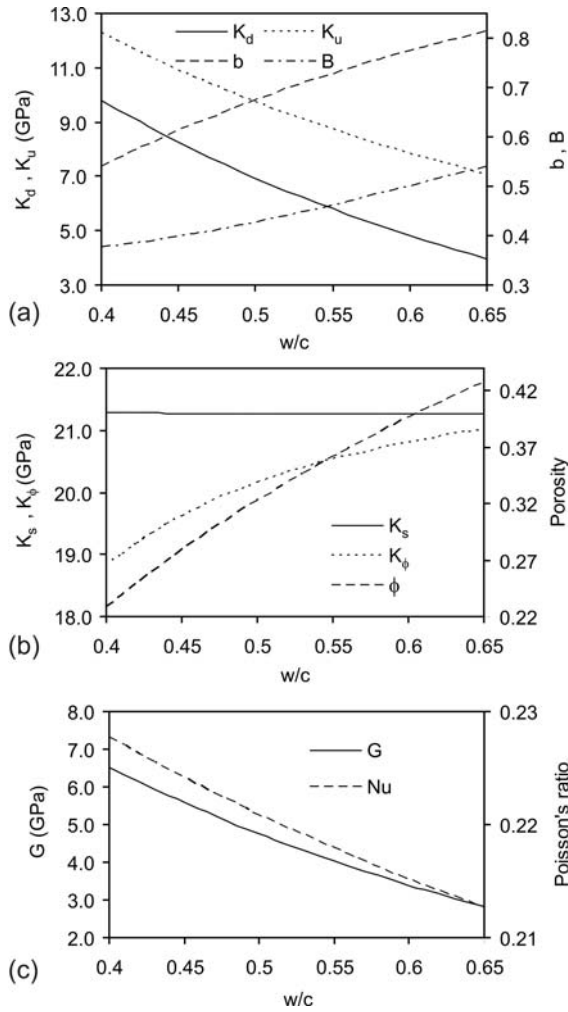 13.0
11.0
9.0
7.0
5.0
3.0
K_d , K_u (GPa)
K_d
K_u
b
B
0.8
0.7
0.6
0.5
0.4
0.3
b , B
0.4 0.45 0.5 0.55 0.6 0.65
w/c
(a)
22.0
21.0
20.0
19.0
18.0
K_s , K_ϕ (GPa)
K_s
K_ϕ
ϕ
0.42
0.37
0.32
0.27
0.22
Porosity
0.4 0.45 0.5 0.55 0.6 0.65
w/c
(b)
8.0
7.0
6.0
5.0
4.0
3.0
2.0
G (GPa)
G
Nu
0.23
0.22
0.21
Poisson's ratio
0.4 0.45 0.5 0.55 0.6 0.65
w/c
(c)